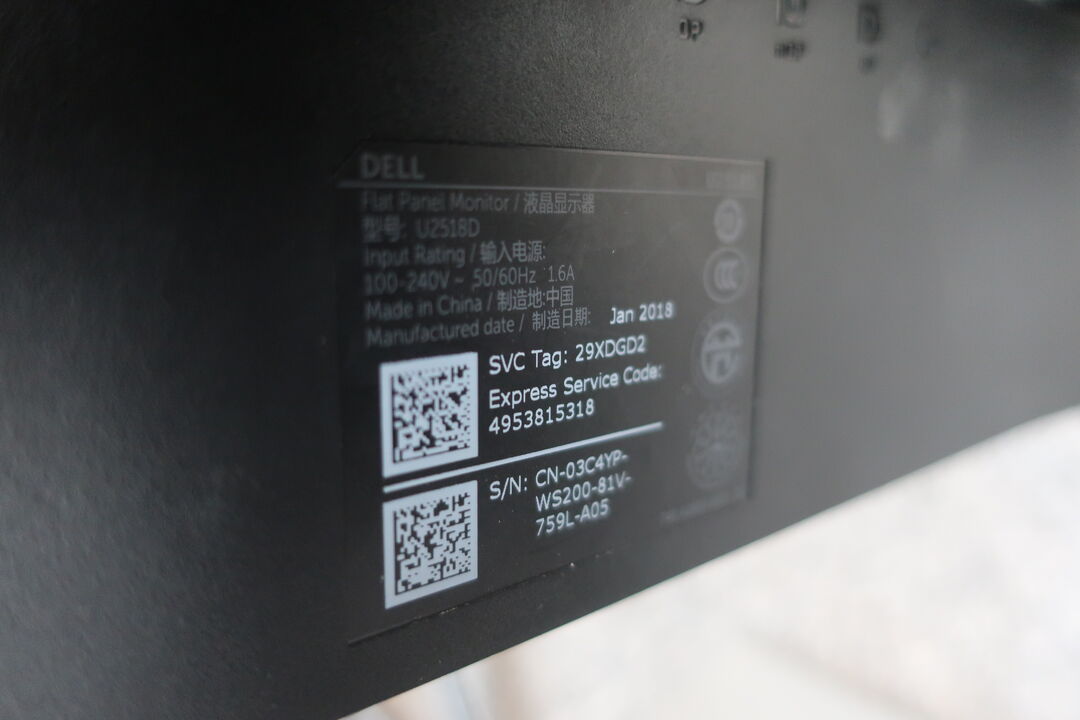 DP
DELL
Flat Panel Monitor / 液晶显示器
型号: U2518D
Input Rating / 输入电源:
100-240V ~ 50/60Hz 1.6A
Made in China / 制造地:中国
Manufactured date / 制造日期: Jan 2018
SVC Tag: 29XDGD2
Express Service Code:
4953815318
S/N: CN-03C4YP-
WS200-81V-
759L-A05